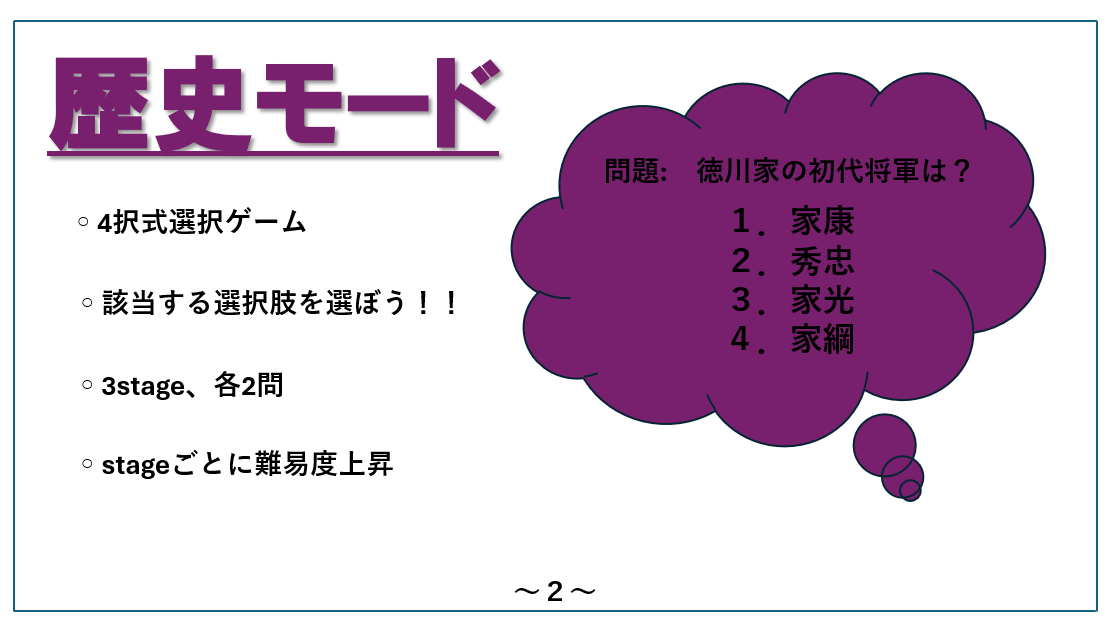 歴史モード
○ 4択式選択ゲーム
○ 該当する選択肢を選ぼう！！
○ 3stage、各2問
○ stageごとに難易度上昇
問題:　徳川家の初代将軍は？
１．家康
２．秀忠
３．家光
４．家綱
～２～